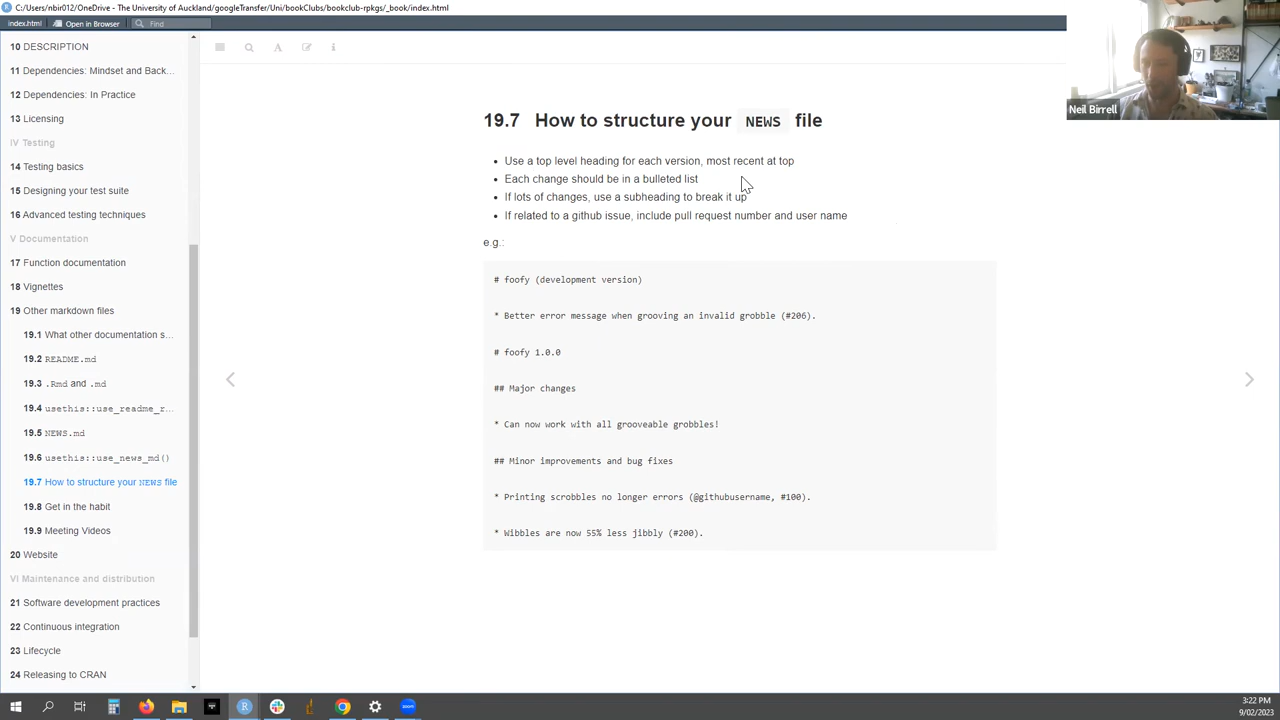 C:/Users/nbir012/OneDrive - The University of Auckland/googleTransfer/Uni/bookClubs/bookclub-rpkgs/_book/index.html
index.html
Open in Browser
Find
10 DESCRIPTION
11 Dependencies: Mindset and Back...
12 Dependencies: In Practice
13 Licensing
IV Testing
14 Testing basics
15 Designing your test suite
16 Advanced testing techniques
V Documentation
17 Function documentation
18 Vignettes
19 Other markdown files
19.1 What other documentation s...
19.2 README.md
19.3 .Rmd and .md
19.4 usethis::use_readme_r...
19.5 NEWS.md
19.6 usethis::use_news_md()
19.7 How to structure your NEWS file
19.8 Get in the habit
19.9 Meeting Videos
20 Website
VI Maintenance and distribution
21 Software development practices
22 Continuous integration
23 Lifecycle
24 Releasing to CRAN
19.7 How to structure your NEWS file
• Use a top level heading for each version, most recent at top
• Each change should be in a bulleted list
• If lots of changes, use a subheading to break it up
• If related to a github issue, include pull request number and user name
e.g.:
# foofy (development version)
* Better error message when grooving an invalid grobble (#206).
# foofy 1.0.0
## Major changes
* Can now work with all grooveable grobbles!
## Minor improvements and bug fixes
* Printing scrobbles no longer errors (@githubusername, #100).
* Wibbles are now 55% less jibbly (#200).
Neil Birrell
3:22 PM
9/02/2023